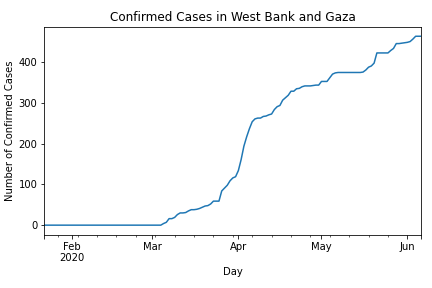 Confirmed Cases in West Bank and Gaza
Number of Confirmed Cases
400
300
200
100
0
Feb
2020
Mar
Apr
May
Jun
Day